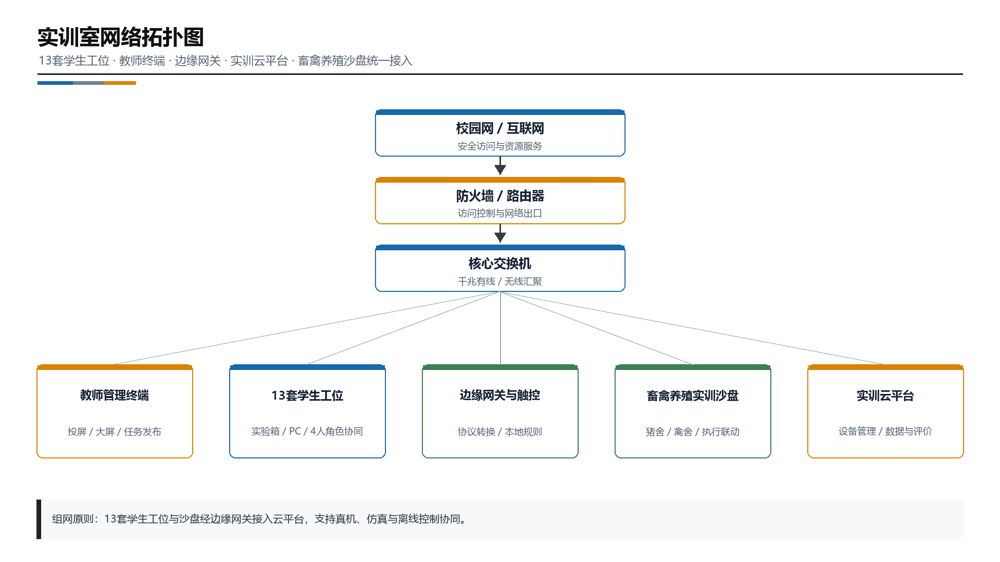 实训室网络拓扑图
13套学生工位 · 教师终端 · 边缘网关 · 实训云平台 · 畜禽养殖沙盘统一接入
校园网 / 互联网
安全访问与资源服务
防火墙 / 路由器
访问控制与网络出口
核心交换机
千兆有线 / 无线汇聚
教师管理终端
投屏 / 大屏 / 任务发布
13套学生工位
实验箱 / PC / 4人角色协同
边缘网关与触控
协议转换 / 本地规则
畜禽养殖实训沙盘
猪舍 / 禽舍 / 执行联动
实训云平台
设备管理 / 数据与评价
组网原则：13套学生工位与沙盘经边缘网关接入云平台，支持真机、仿真与离线控制协同。